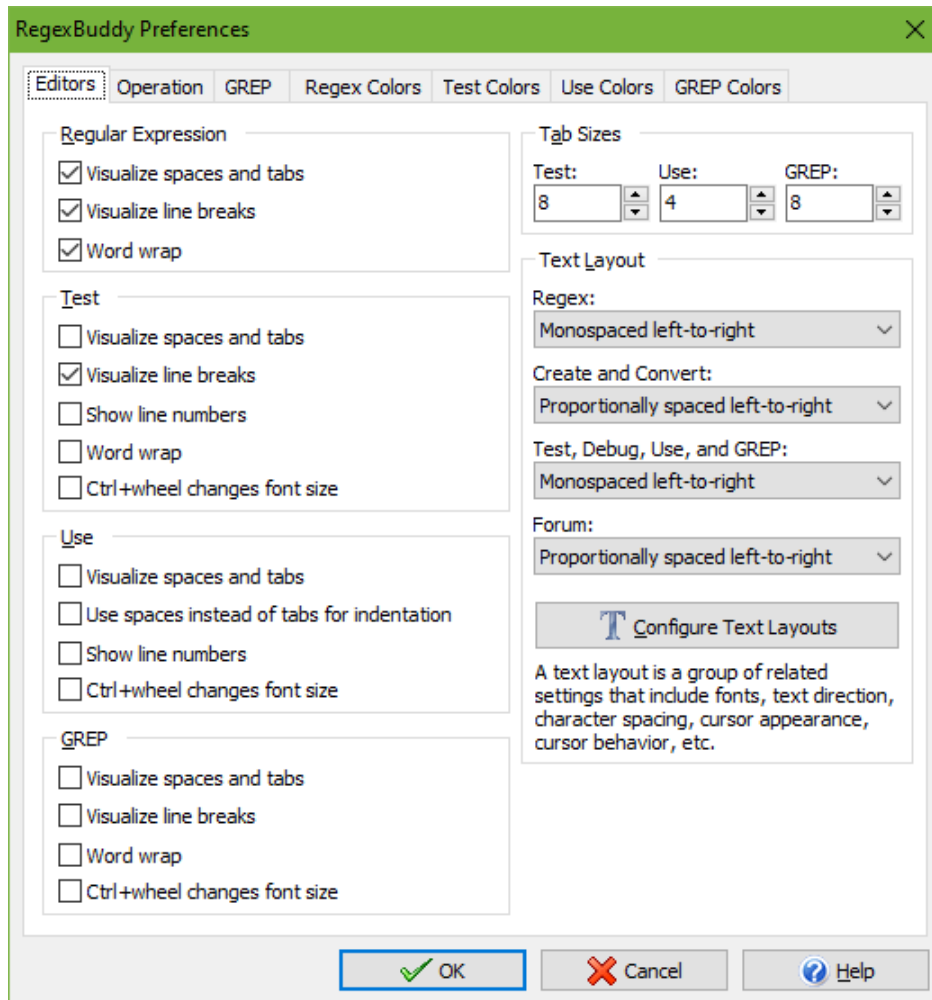 RegexBuddy Preferences
Editors Operation GREP Regex Colors Test Colors Use Colors GREP Colors
Regular Expression
Visualize spaces and tabs
Visualize line breaks
Word wrap
Test
Visualize spaces and tabs
Visualize line breaks
Show line numbers
Word wrap
Ctrl+wheel changes font size
Use
Visualize spaces and tabs
Use spaces instead of tabs for indentation
Show line numbers
Ctrl+wheel changes font size
GREP
Visualize spaces and tabs
Visualize line breaks
Word wrap
Ctrl+wheel changes font size
Tab Sizes
Test: Use: GREP:
8 4 8
Text Layout
Regex:
Monospaced left-to-right
Create and Convert:
Proportionally spaced left-to-right
Test, Debug, Use, and GREP:
Monospaced left-to-right
Forum:
Proportionally spaced left-to-right
Configure Text Layouts
A text layout is a group of related
settings that include fonts, text direction,
character spacing, cursor appearance,
cursor behavior, etc.
OK Cancel Help